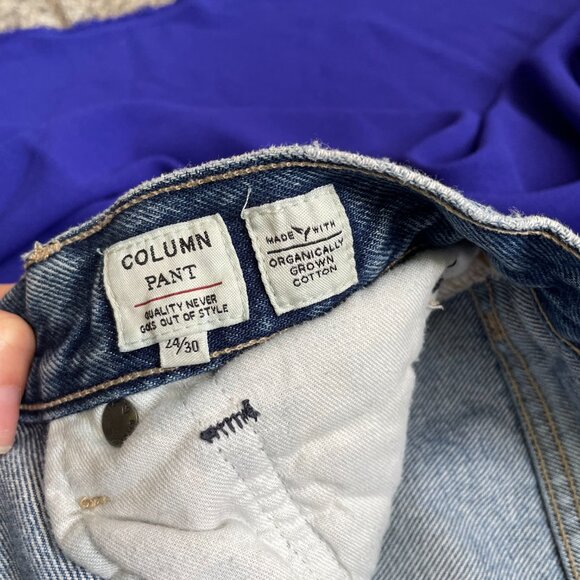 COLUMN
PANT
QUALITY NEVER
GOES OUT OF STYLE
24/30
MADE WITH
ORGANICALLY
GROWN
COTTON